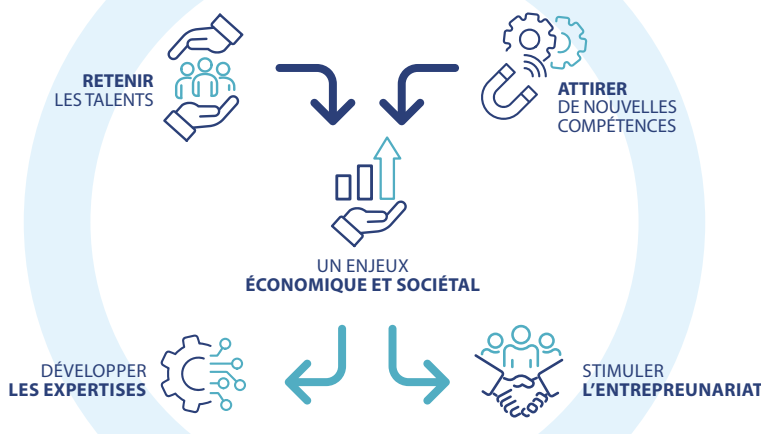 RETENIR
LES TALENTS
ATTIRER
DE NOUVELLES
COMPÉTENCES
UN ENJEUX
ÉCONOMIQUE ET SOCIÉTAL
DÉVELOPPER
LES EXPERTISES
STIMULER
L'ENTREPREUNARIAT